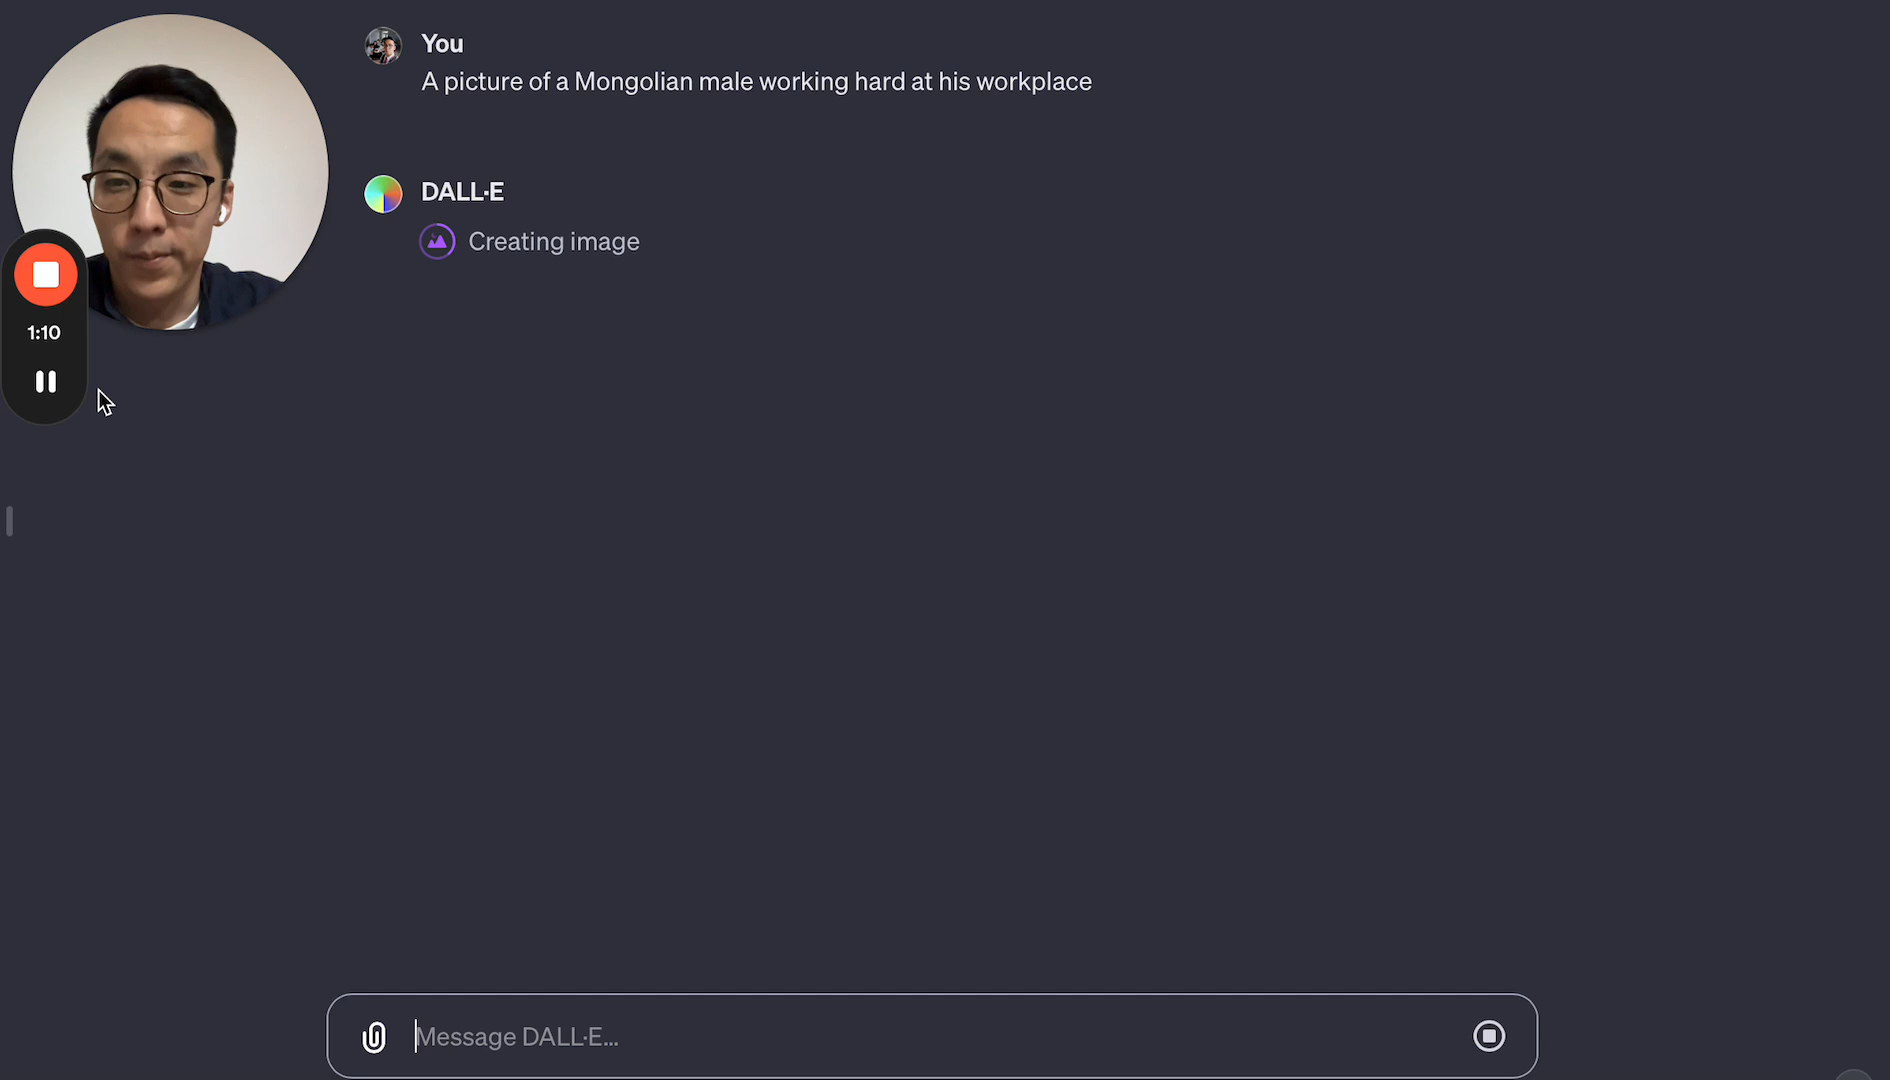 You
A picture of a Mongolian male working hard at his workplace
DALL·E
Creating image
1:10
Message DALL·E...